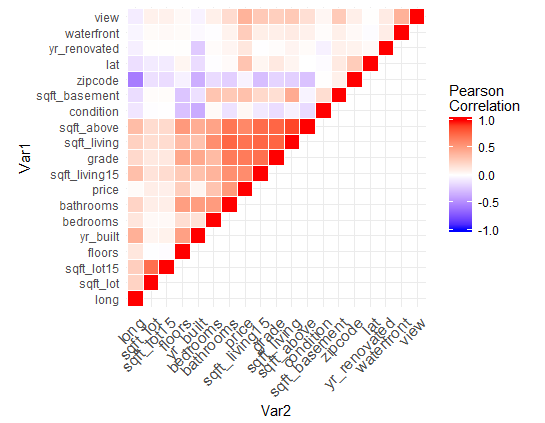 view
waterfront
yr_renovated
lat
zipcode
sqft_basement
condition
sqft_above
sqft_living
grade
sqft_living15
price
bathrooms
bedrooms
yr_built
floors
sqft_lot15
sqft_lot
long
Var1
long
sqft_lot
sqft_lot15
floors
yr_built
bedrooms
bathrooms
price
sqft_living15
grade
sqft_living
sqft_above
condition
sqft_basement
zipcode
lat
yr_renovated
waterfront
view
Var2
Pearson
Correlation
1.0
0.5
0.0
-0.5
-1.0